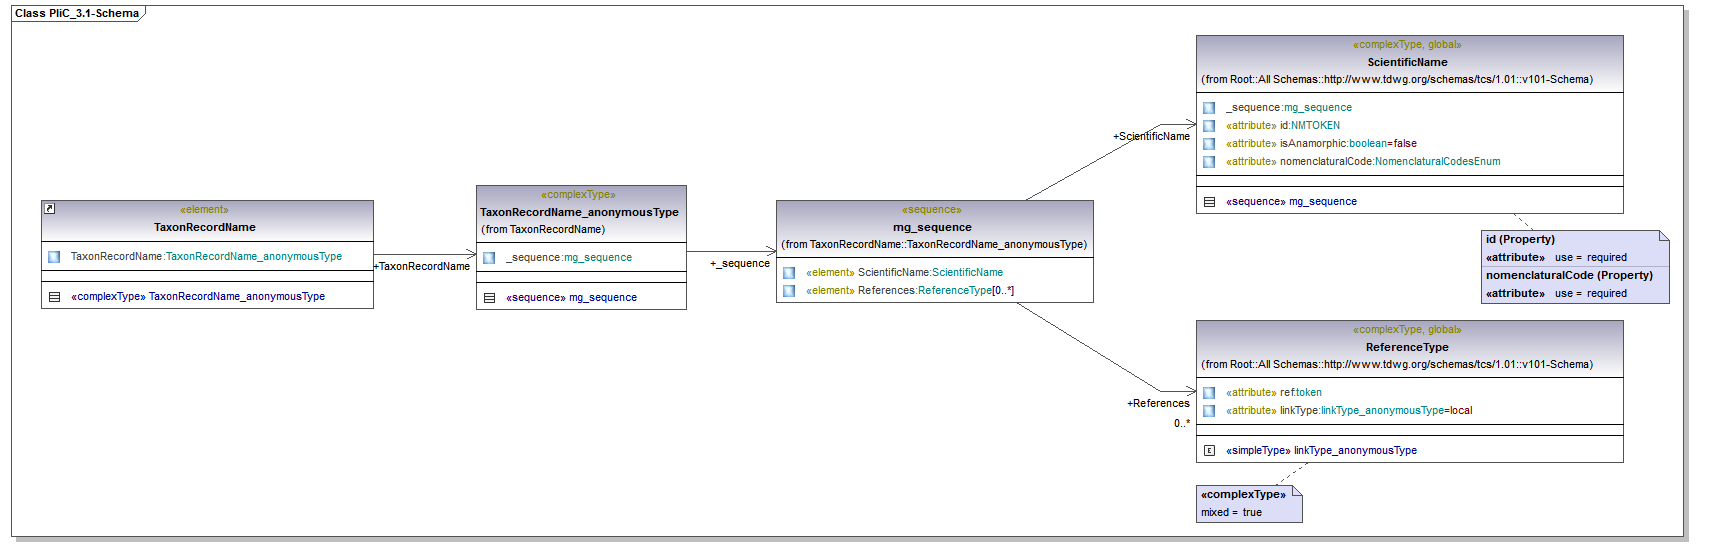 Class PliC_3.1-Schema
«element»
TaxonRecordName
TaxonRecordName:TaxonRecordName_anonymousType
«complexType» TaxonRecordName_anonymousType
+TaxonRecordName
«complexType»
TaxonRecordName_anonymousType
(from TaxonRecordName)
_sequence:mg_sequence
«sequence» mg_sequence
+_sequence
«sequence»
mg_sequence
(from TaxonRecordName::TaxonRecordName_anonymousType)
«element» ScientificName:ScientificName
«element» References:ReferenceType[0..*]
+ScientificName
«complexType, global»
ScientificName
(from Root::All Schemas::http://www.tdwg.org/schemas/tcs/1.01::v101-Schema)
_sequence:mg_sequence
«attribute» id:NMTOKEN
«attribute» isAnamorphic:boolean=false
«attribute» nomenclaturalCode:NomenclaturalCodesEnum
«sequence» mg_sequence
id (Property)
«attribute» use = required
nomenclaturalCode (Property)
«attribute» use = required
+References
0..*
«complexType, global»
ReferenceType
(from Root::All Schemas::http://www.tdwg.org/schemas/tcs/1.01::v101-Schema)
«attribute» ref:token
«attribute» linkType:linkType_anonymousType=local
«simpleType» linkType_anonymousType
«complexType»
mixed = true